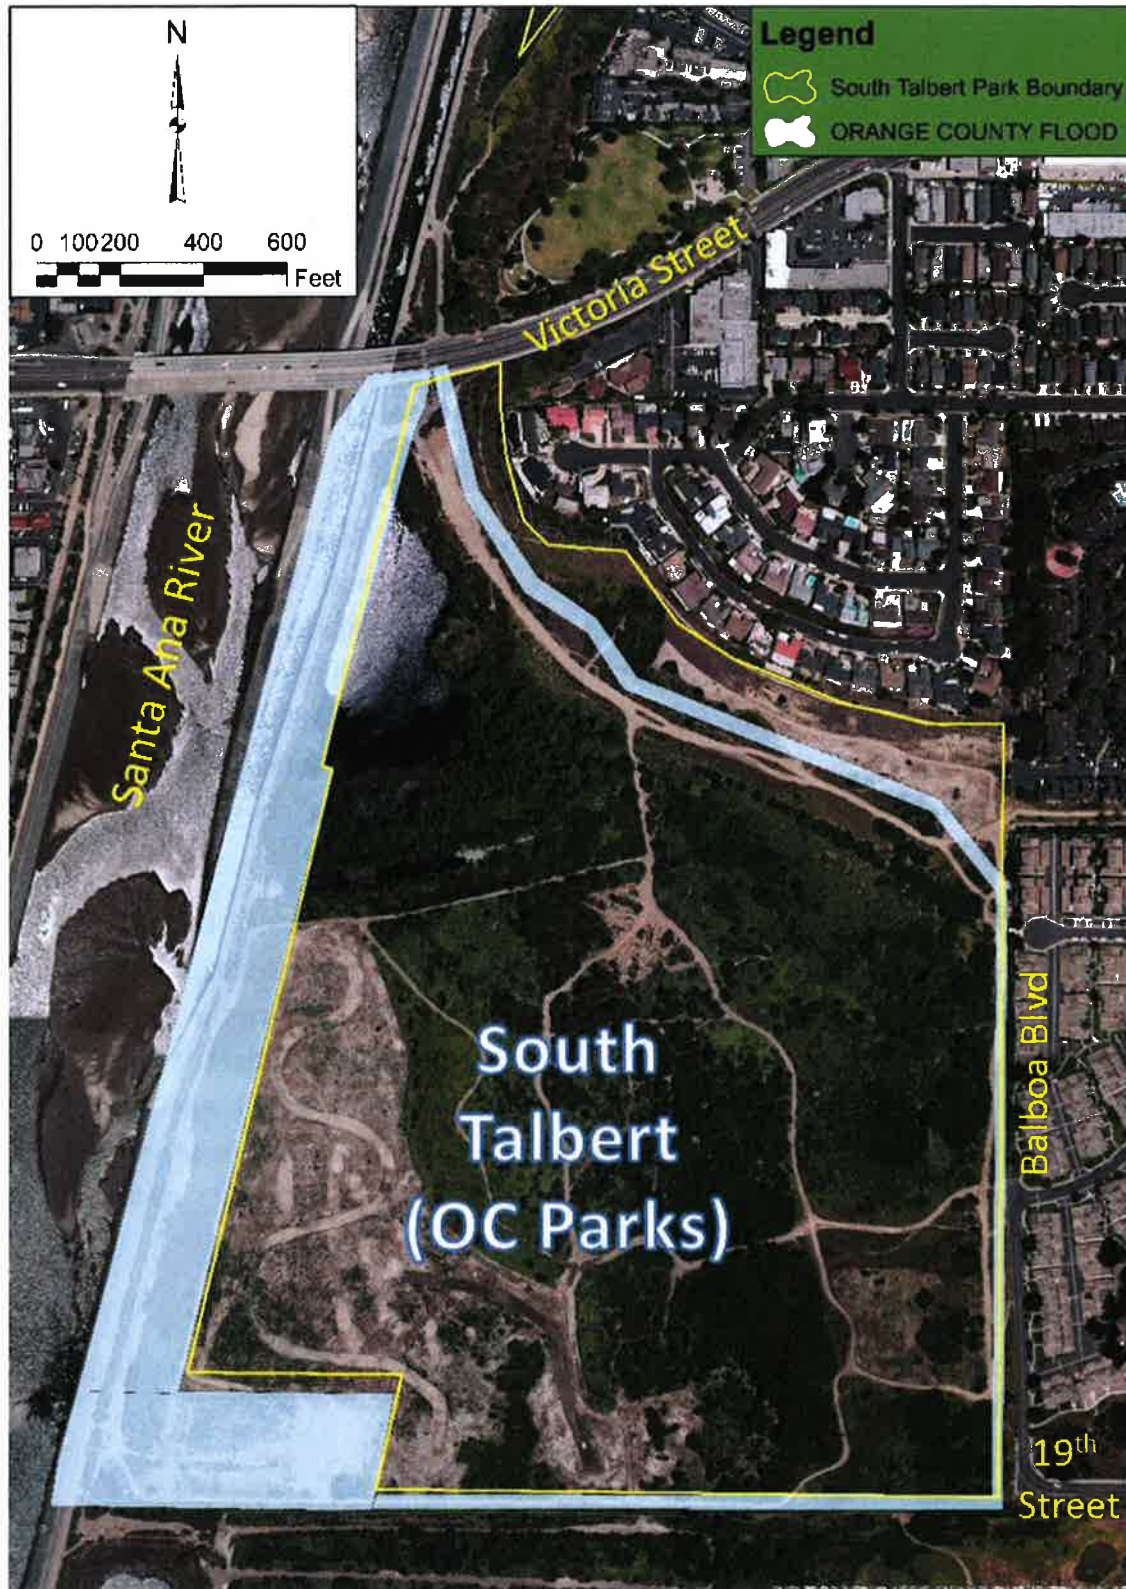 N
0 100 200 400 600
Feet
Legend
South Talbert Park Boundary
ORANGE COUNTY FLOOD
Victoria Street
Santa Ana River
South
Talbert
(OC Parks)
Balboa Blvd
19th
Street